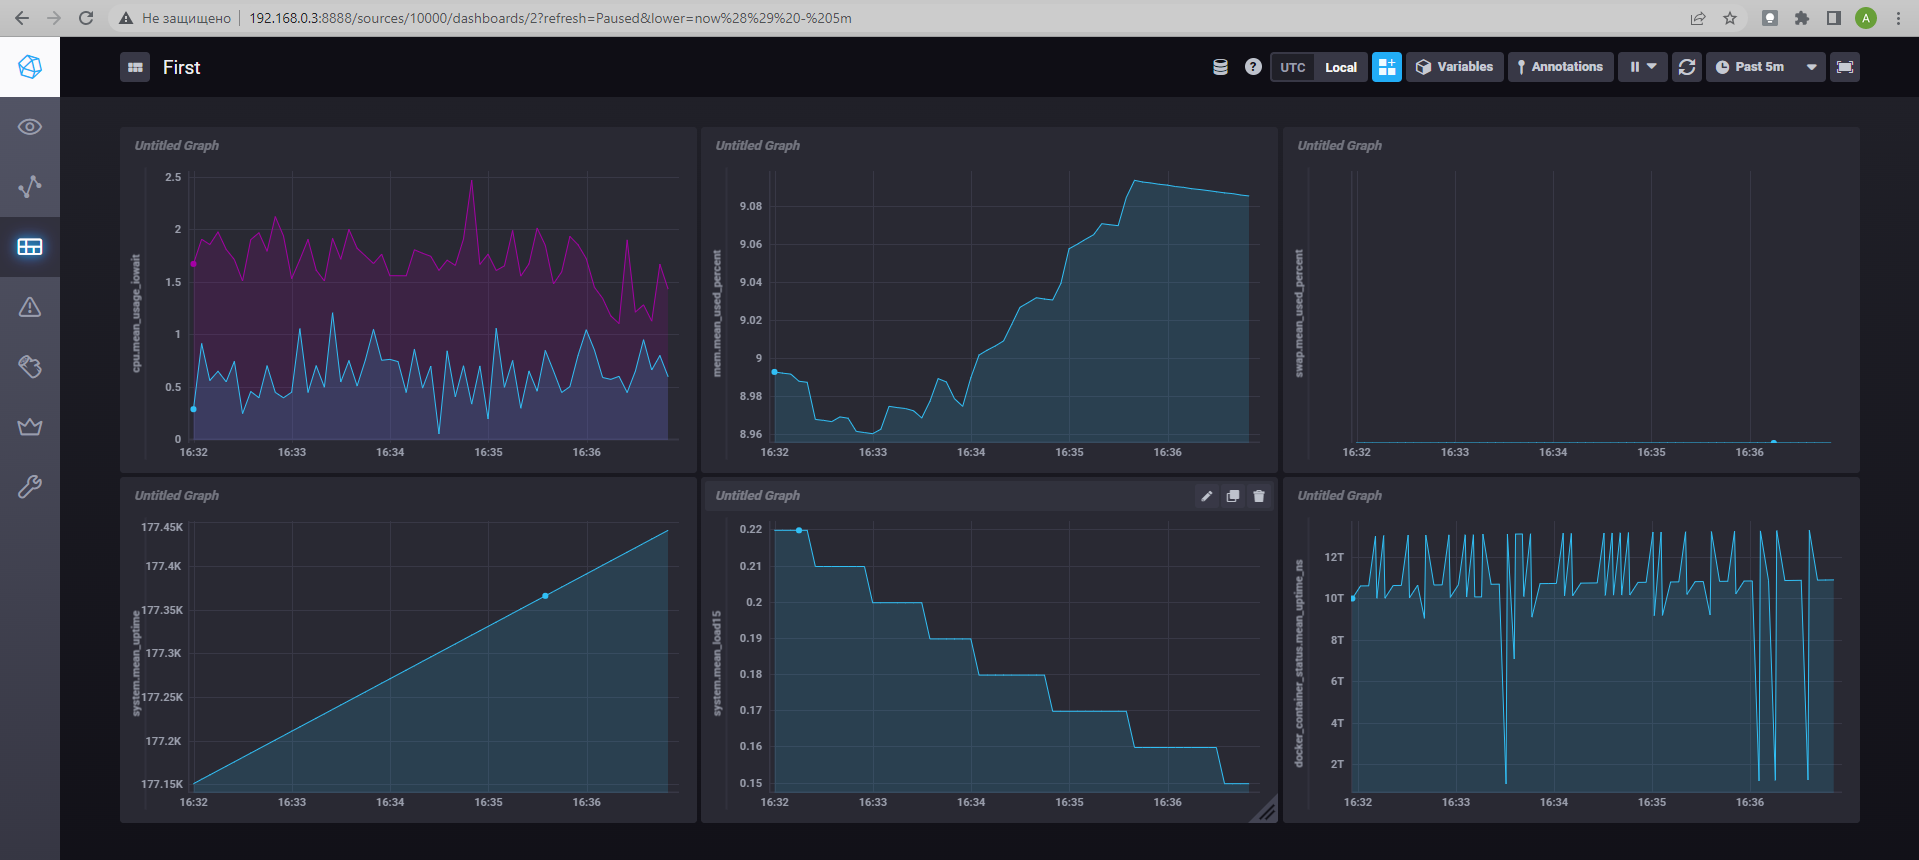 Не защищено
192.168.0.3:8888/sources/10000/dashboards/2?refresh=Paused&lower=now%28%29%20-%205m
A
First
UTC
Local
Variables
Annotations
Past 5m
Untitled Graph
cpu.mean_usage_iowait
2.5
2
1.5
1
0.5
0
16:32
16:33
16:34
16:35
16:36
Untitled Graph
mem.mean_used_percent
9.08
9.06
9.04
9.02
9
8.98
8.96
16:32
16:33
16:34
16:35
16:36
Untitled Graph
swap.mean_used_percent
16:32
16:33
16:34
16:35
16:36
Untitled Graph
system.mean_uptime
177.45K
177.4K
177.35K
177.3K
177.25K
177.2K
177.15K
16:32
16:33
16:34
16:35
16:36
Untitled Graph
system.mean_load15
0.22
0.21
0.2
0.19
0.18
0.17
0.16
0.15
16:32
16:33
16:34
16:35
16:36
Untitled Graph
docker_container_status.mean_uptime_ns
12T
10T
8T
6T
4T
2T
16:32
16:33
16:34
16:35
16:36